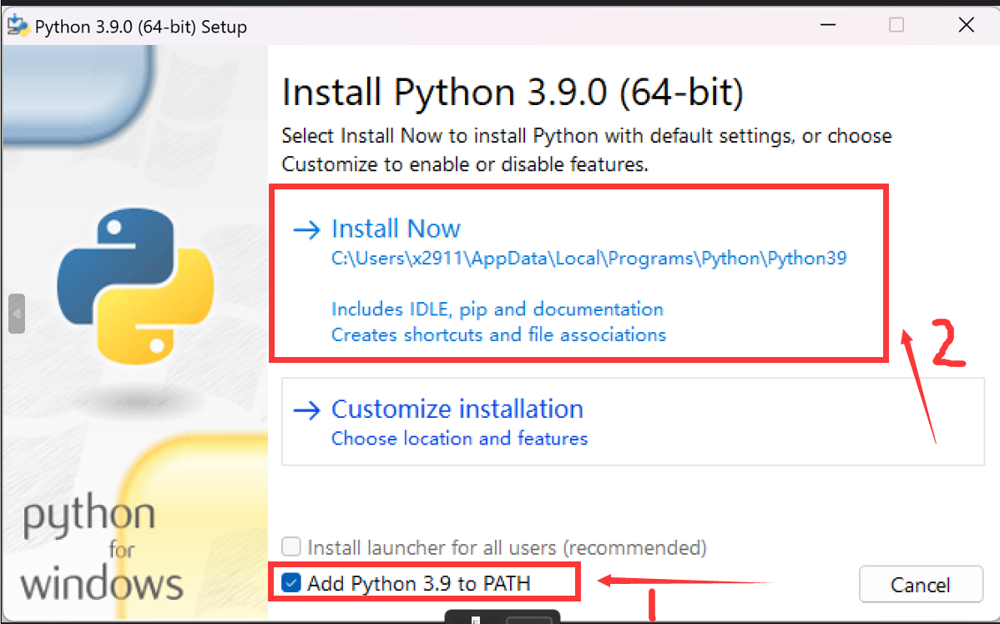 Python 3.9.0 (64-bit) Setup
Install Python 3.9.0 (64-bit)
Select Install Now to install Python with default settings, or choose
Customize to enable or disable features.
Install Now
C:\Users\x2911\AppData\Local\Programs\Python\Python39
Includes IDLE, pip and documentation
Creates shortcuts and file associations
2
Customize installation
Choose location and features
python
for
windows
Install launcher for all users (recommended)
Add Python 3.9 to PATH
1
Cancel